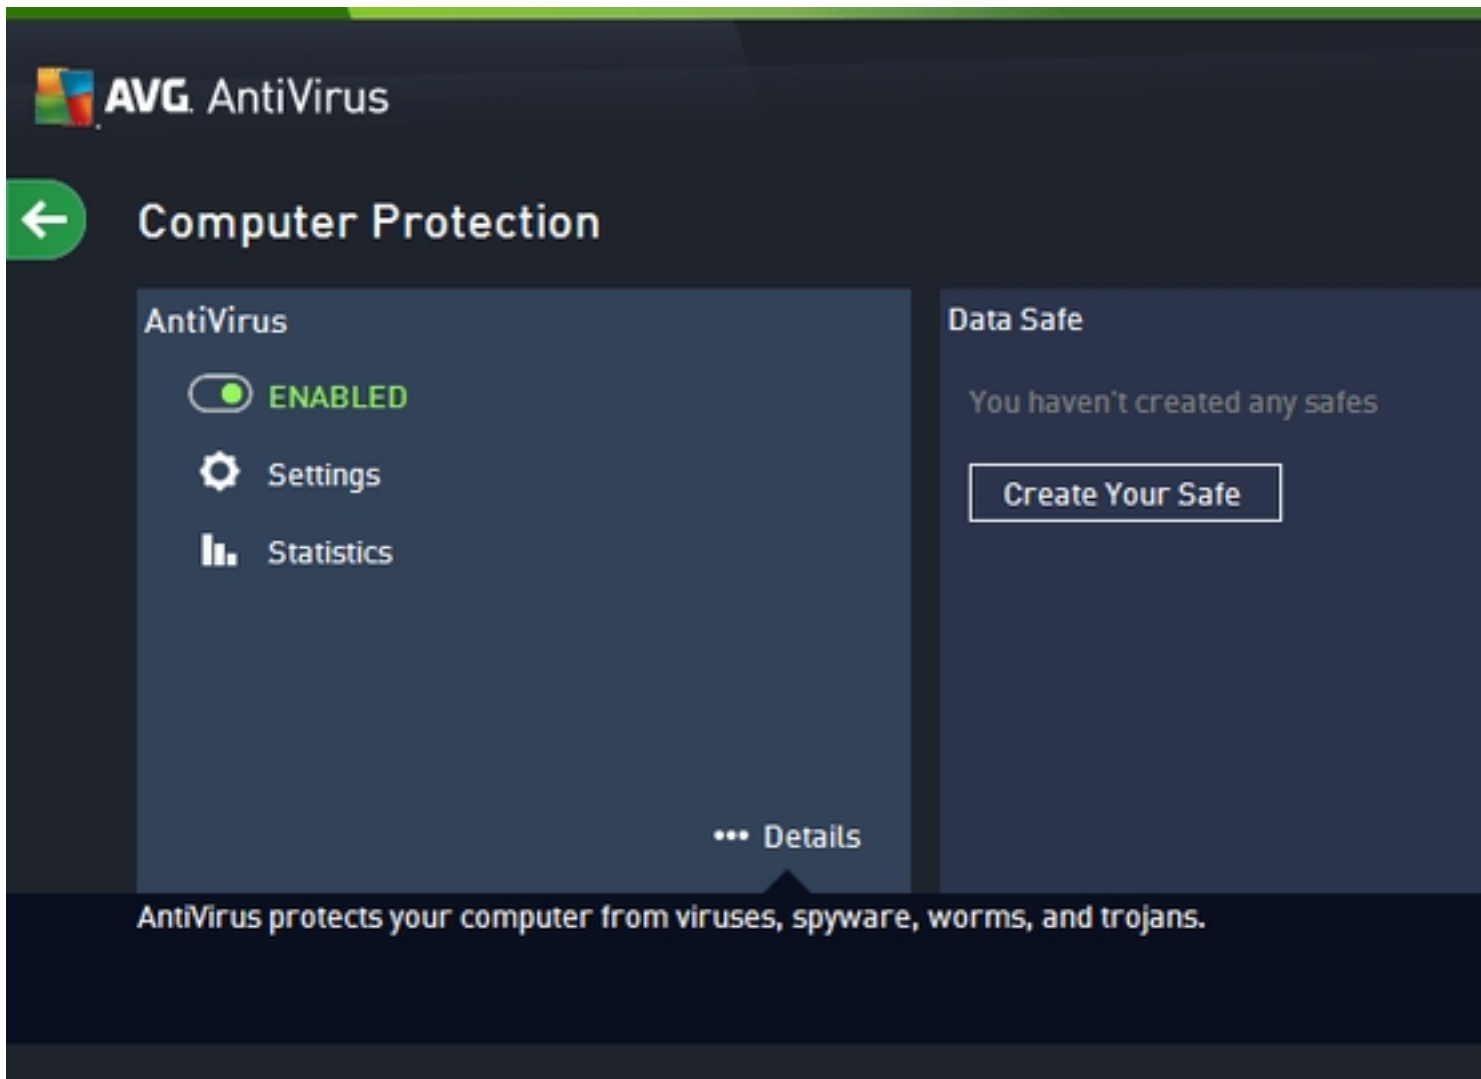 AVG. AntiVirus
Computer Protection
AntiVirus
ENABLED
Settings
Statistics
Details
Data Safe
You haven't created any safes
Create Your Safe
AntiVirus protects your computer from viruses, spyware, worms, and trojans.